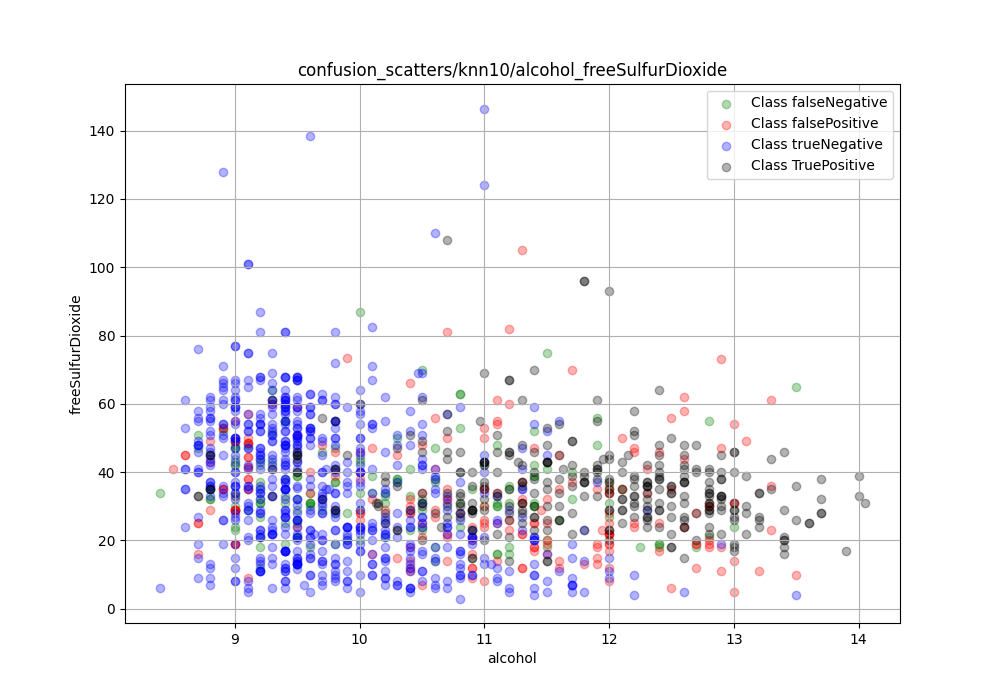 confusion_scatters/knn10/alcohol_freeSulfurDioxide
Class falseNegative
Class falsePositive
Class trueNegative
Class TruePositive
freeSulfurDioxide
140
120
100
80
60
40
20
0
9 10 11 12 13 14
alcohol